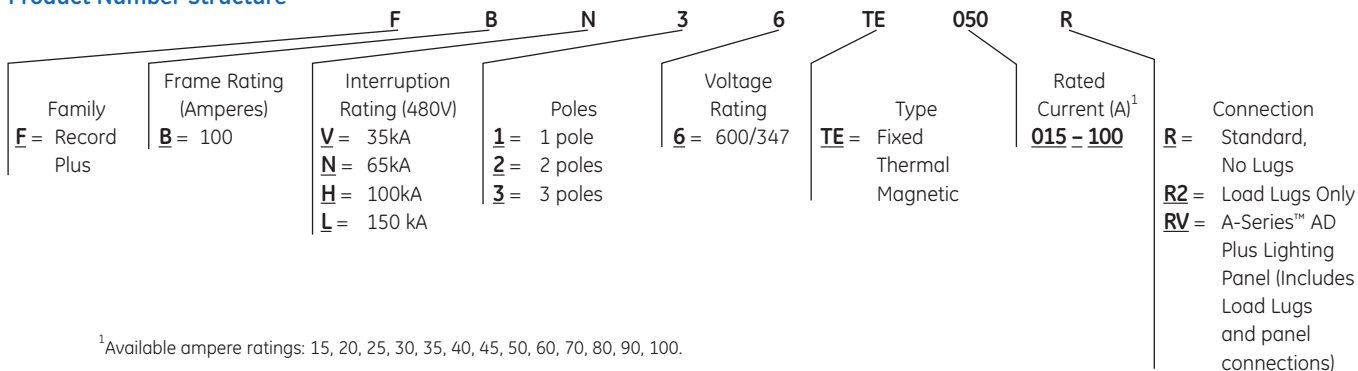 Product Number Structure
F B N 3 6 TE 050 R
Family
F = Record
Plus
Frame Rating
(Amperes)
B = 100
Interruption
Rating (480V)
V = 35kA
N = 65kA
H = 100kA
L = 150 kA
Poles
1 = 1 pole
2 = 2 poles
3 = 3 poles
Voltage
Rating
6 = 600/347
Type
TE = Fixed
Thermal
Magnetic
Rated
Current (A)1
015 – 100
Connection
R = Standard,
No Lugs
R2 = Load Lugs Only
RV = A-Series™ AD
Plus Lighting
Panel (Includes
Load Lugs
and panel
connections)
1Available ampere ratings: 15, 20, 25, 30, 35, 40, 45, 50, 60, 70, 80, 90, 100.